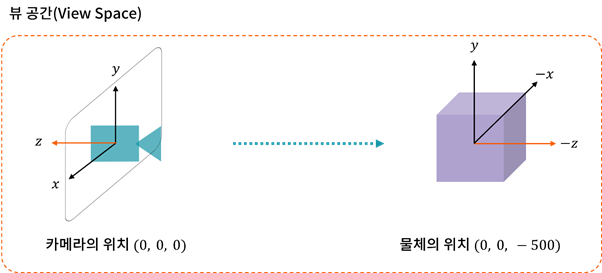 뷰 공간(View Space)
y
z
x
카메라의 위치 (0, 0, 0)
y
−x
−z
물체의 위치 (0, 0, − 500)